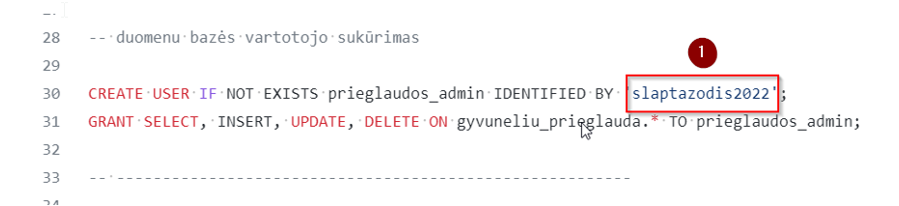 28 -- duomenu bazės vartotojo sukūrimas
1
29
30 CREATE USER IF NOT EXISTS prieglaudos_admin IDENTIFIED BY 'slaptazodis2022';
31 GRANT SELECT, INSERT, UPDATE, DELETE ON gyvuneliu_prieglauda.* TO prieglaudos_admin;
32
33 -- ---------------------------------------------------------